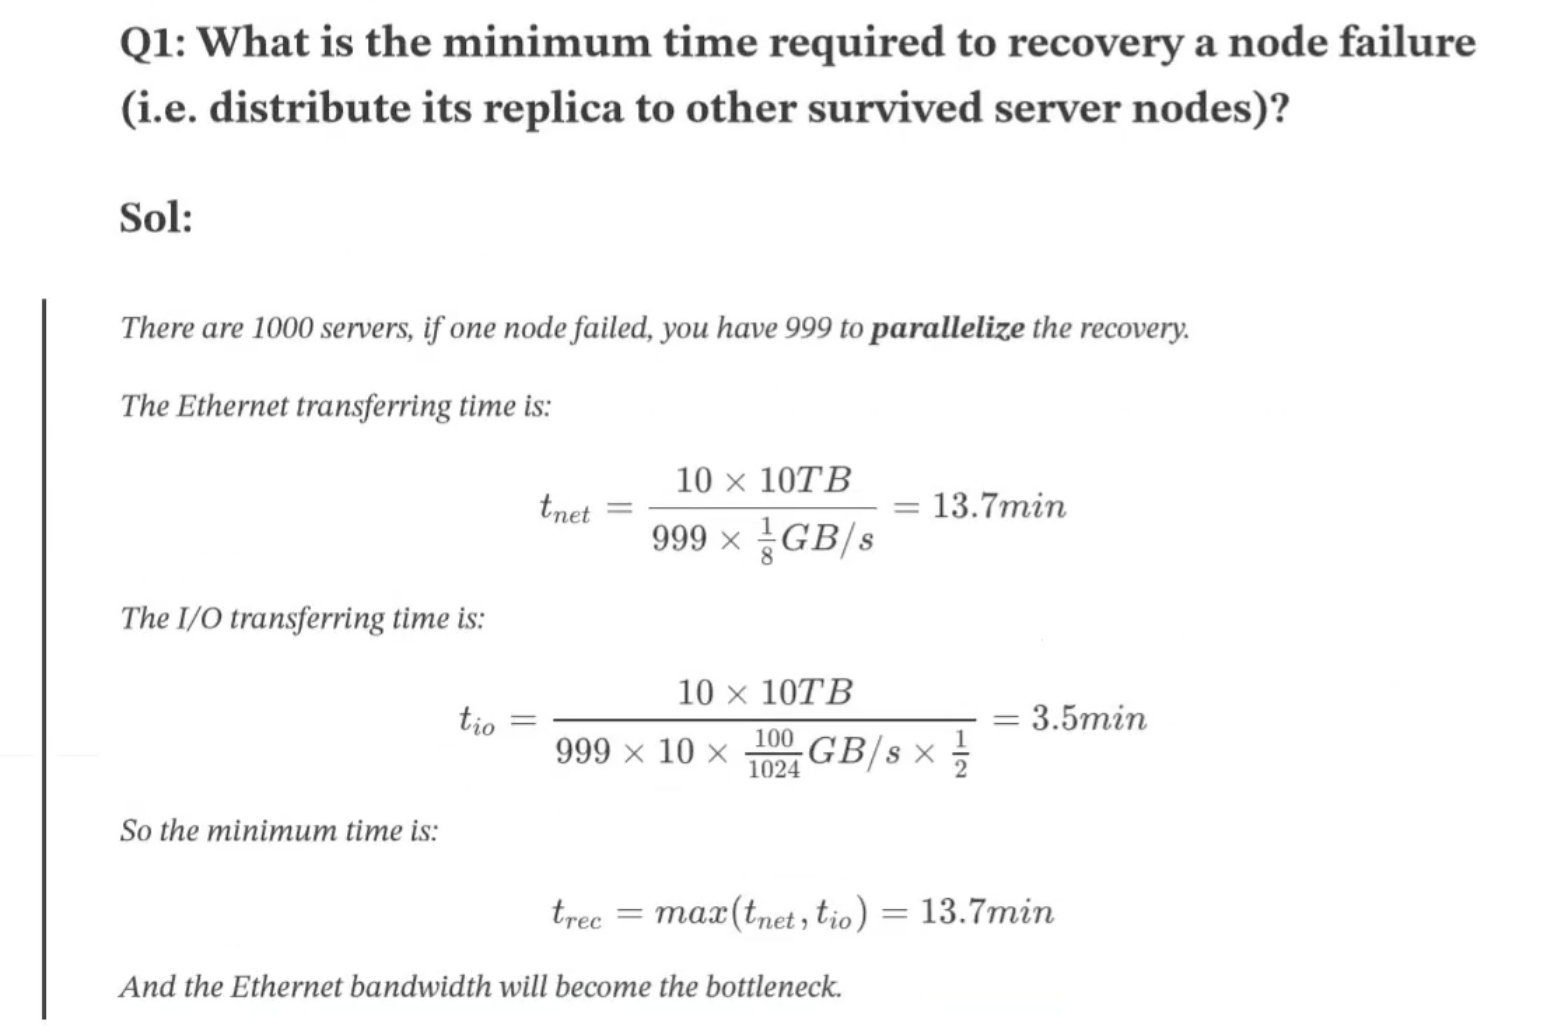 Q1: What is the minimum time required to recovery a node failure
(i.e. distribute its replica to other survived server nodes)?
Sol:
There are 1000 servers, if one node failed, you have 999 to parallelize the recovery.
The Ethernet transferring time is:
t_{net} = \frac{10 \times 10TB}{999 \times \frac{1}{8}GB/s} = 13.7min
The I/O transferring time is:
t_{io} = \frac{10 \times 10TB}{999 \times 10 \times \frac{100}{1024}GB/s \times \frac{1}{2}} = 3.5min
So the minimum time is:
t_{rec} = max(t_{net}, t_{io}) = 13.7min
And the Ethernet bandwidth will become the bottleneck.